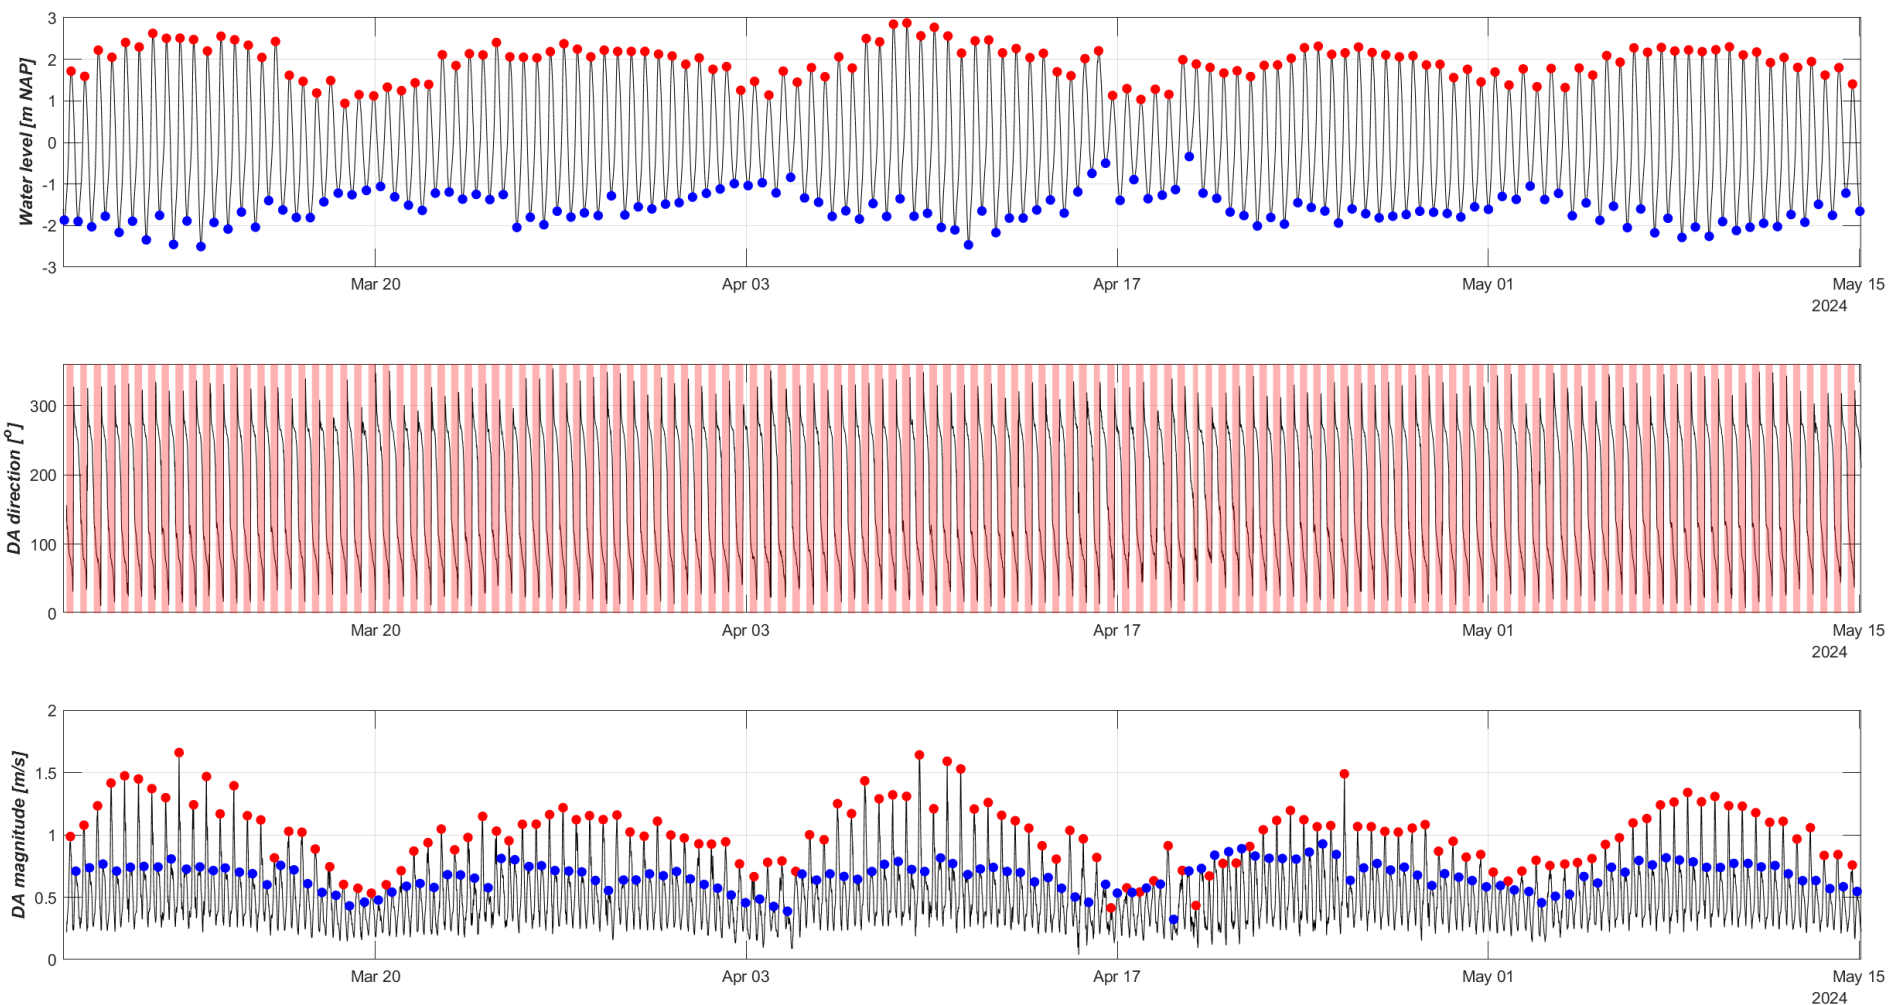 3
2
1
0
-1
-2
-3
Water level [m NAP]
Mar 20
Apr 03
Apr 17
May 01
May 15
2024
300
200
100
0
DA direction [°]
Mar 20
Apr 03
Apr 17
May 01
May 15
2024
2
1.5
1
0.5
0
DA magnitude [m/s]
Mar 20
Apr 03
Apr 17
May 01
May 15
2024